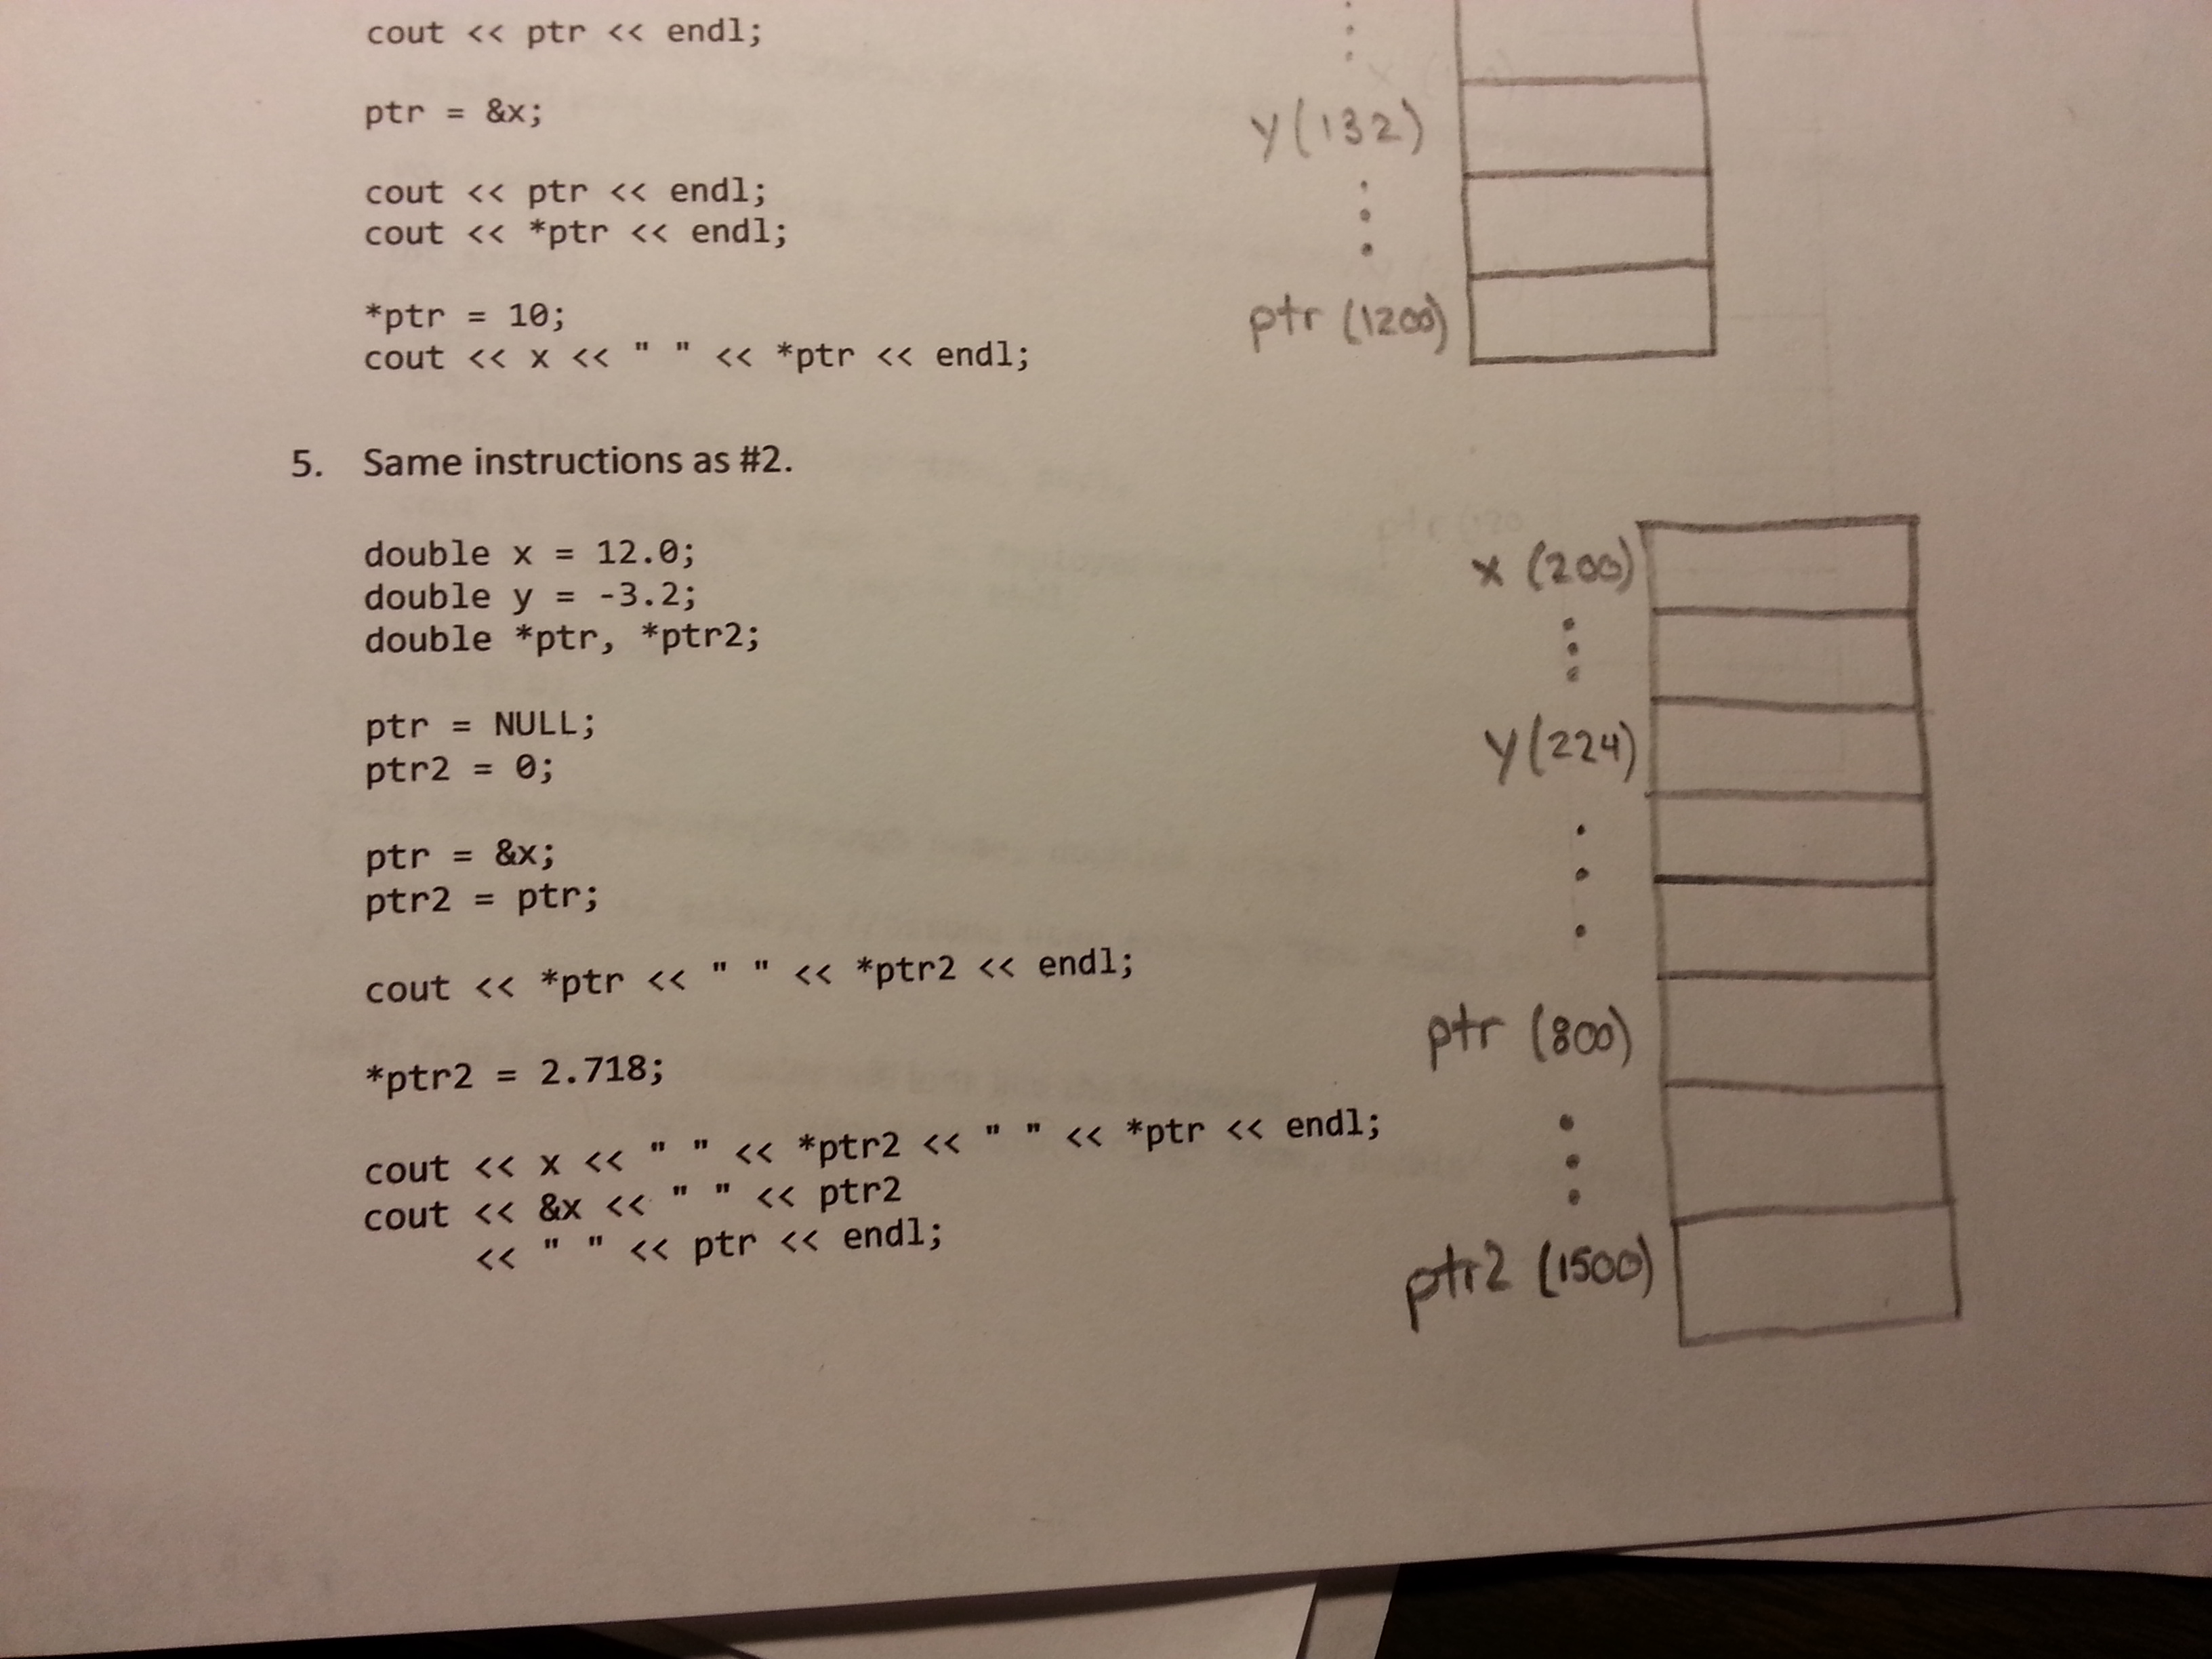 cout << ptr << endl;
ptr = &x;
y(132)
cout << ptr << endl;
cout << *ptr << endl;
*ptr = 10;
ptr (1200)
cout << x << " " << *ptr << endl;
5. Same instructions as #2.
double x = 12.0;
x (200)
double y = -3.2;
double *ptr, *ptr2;
ptr = NULL;
y(224)
ptr2 = 0;
ptr = &x;
ptr2 = ptr;
cout << *ptr << " " << *ptr2 << endl;
ptr (800)
*ptr2 = 2.718;
cout << x << " " << *ptr2 << " " << *ptr << endl;
cout << &x << " " << ptr2
<< " " << ptr << endl;
ptr2 (1500)